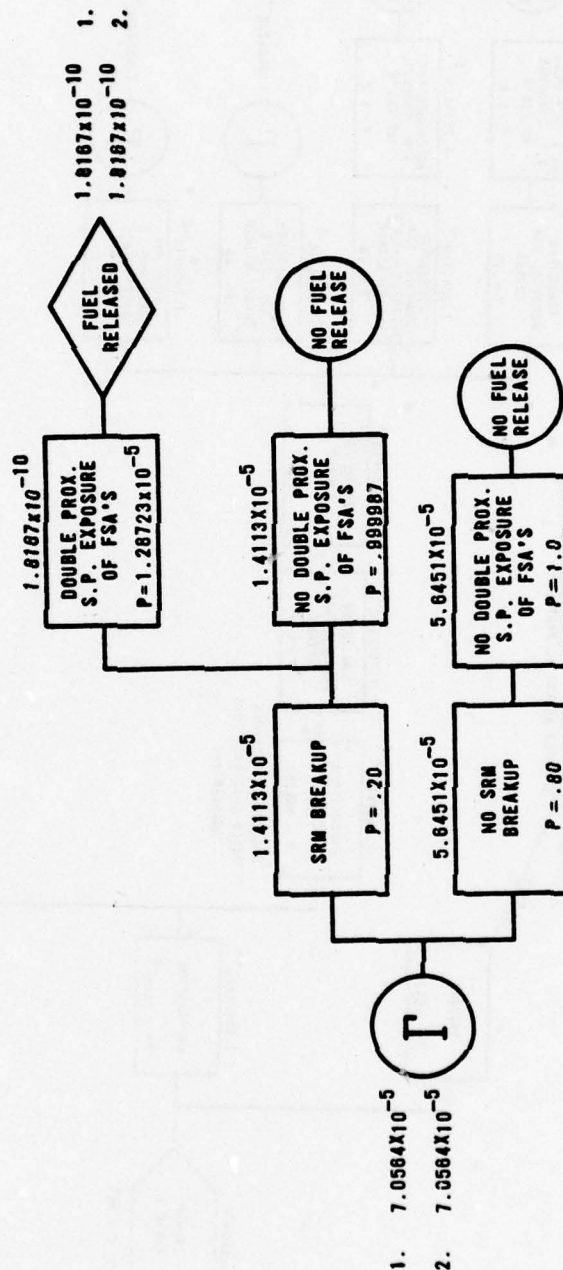 1. 7.0564X10^-5
2. 7.0564X10^-5
Γ
1.4113X10^-5
SRM BREAKUP
P = .20
5.6451X10^-5
NO SRM
BREAKUP
P = .80
1.8187x10^-10
DOUBLE PROX.
S.P. EXPOSURE
OF FSA'S
P=1.28723x10^-5
1.4113X10^-5
NO DOUBLE PROX.
S.P. EXPOSURE
OF FSA'S
P = .999987
5.6451X10^-5
NO DOUBLE PROX.
S.P. EXPOSURE
OF FSA'S
P = 1.0
FUEL
RELEASED
1.8167x10^-10 1.
1.8167x10^-10 2.
NO FUEL
RELEASE
NO FUEL
RELEASE